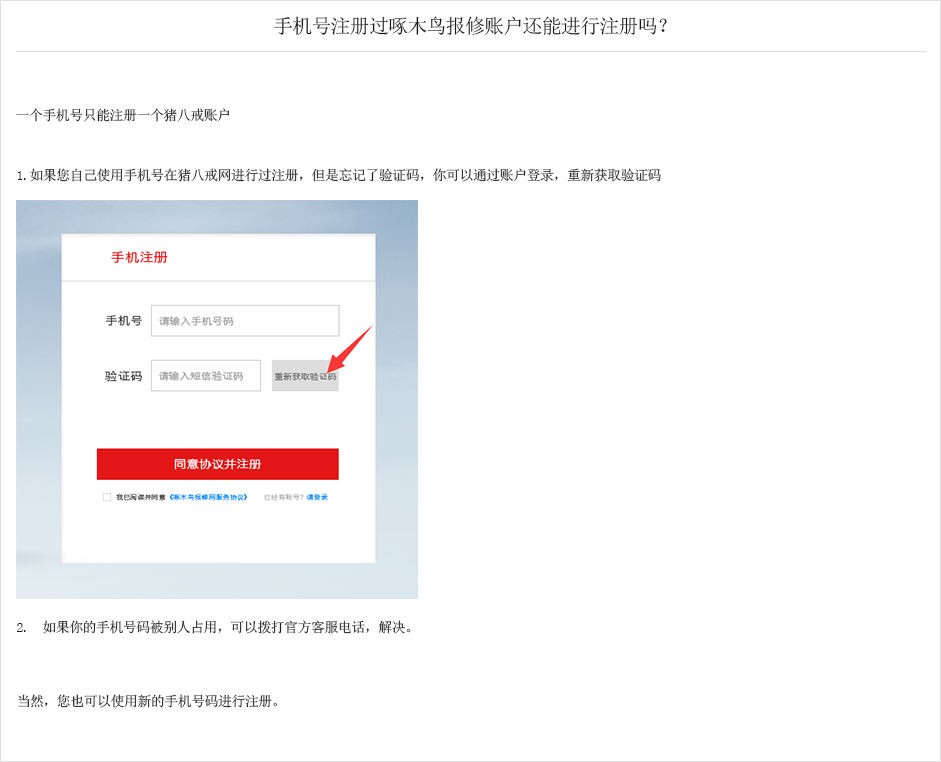 手机号注册过啄木鸟报修账户还能进行注册吗？
一个手机号只能注册一个猪八戒账户
1.如果您自己使用手机号在猪八戒网进行过注册，但是忘记了验证码，你可以通过账户登录，重新获取验证码
手机注册
手机号 请输入手机号码
验证码 请输入短信验证码 重新获取验证码
同意协议并注册
我已阅读并同意《啄木鸟报修网服务协议》 已经有账号？请登录
2. 如果你的手机号码被别人占用，可以拨打官方客服电话，解决。
当然，您也可以使用新的手机号码进行注册。